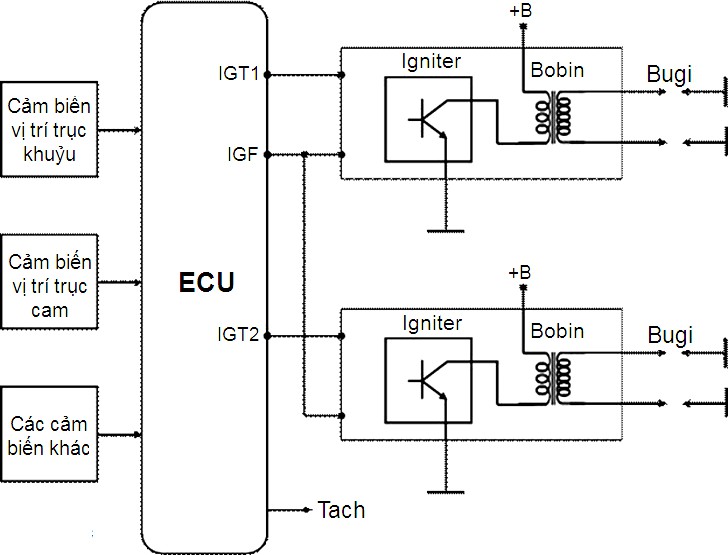 +B
IGT1
Igniter
Bobin
Bugi
Cảm biến
vị trí trục
khuỷu
IGF
Cảm biến
vị trí trục
cam
ECU
+B
IGT2
Igniter
Bobin
Bugi
Các cảm
biến khác
Tach